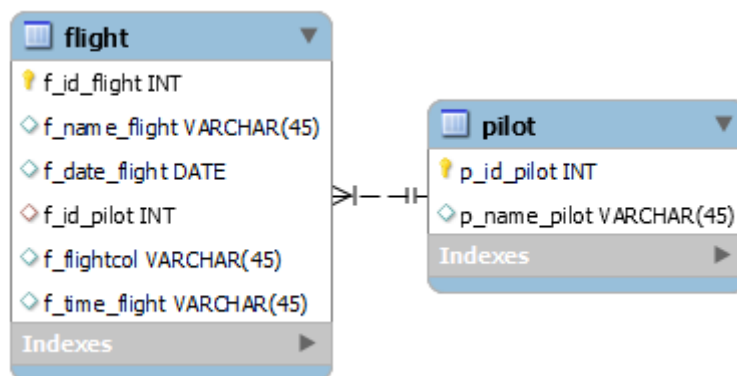 flight
f_id_flight INT
f_name_flight VARCHAR(45)
f_date_flight DATE
f_id_pilot INT
f_flightcol VARCHAR(45)
f_time_flight VARCHAR(45)
Indexes
pilot
p_id_pilot INT
p_name_pilot VARCHAR(45)
Indexes